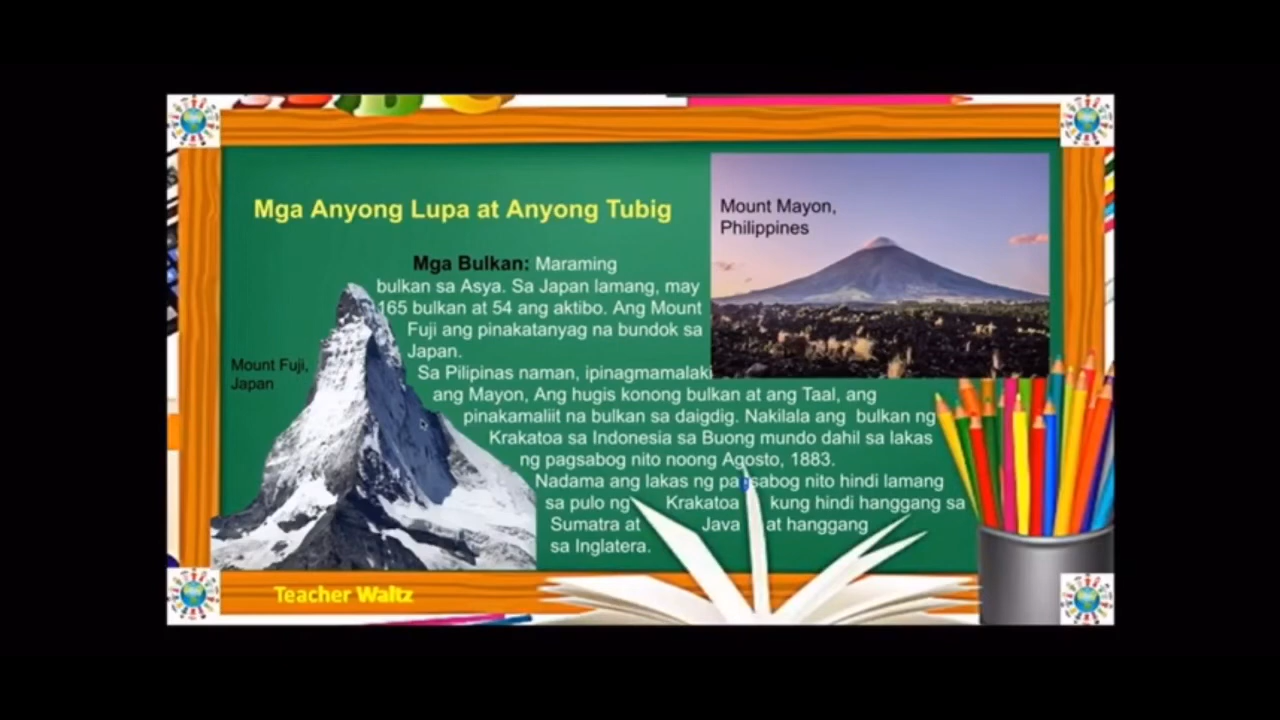 Mga Anyong Lupa at Anyong Tubig
Mount Mayon,
Philippines
Mga Bulkan: Maraming
bulkan sa Asya. Sa Japan lamang, may
165 bulkan at 54 ang aktibo. Ang Mount
Fuji ang pinakatanyag na bundok sa
Japan.
Mount Fuji,
Japan
Sa Pilipinas naman, ipinagmamalaki
ang Mayon, Ang hugis konong bulkan at ang Taal, ang
pinakamaliit na bulkan sa daigdig. Nakilala ang bulkan ng
Krakatoa sa Indonesia sa Buong mundo dahil sa lakas
ng pagsabog nito noong Agosto, 1883.
Nadama ang lakas ng pagsabog nito hindi lamang
sa pulo ng Krakatoa kung hindi hanggang sa
Sumatra at Java at hanggang
sa Inglatera.
Teacher Waltz